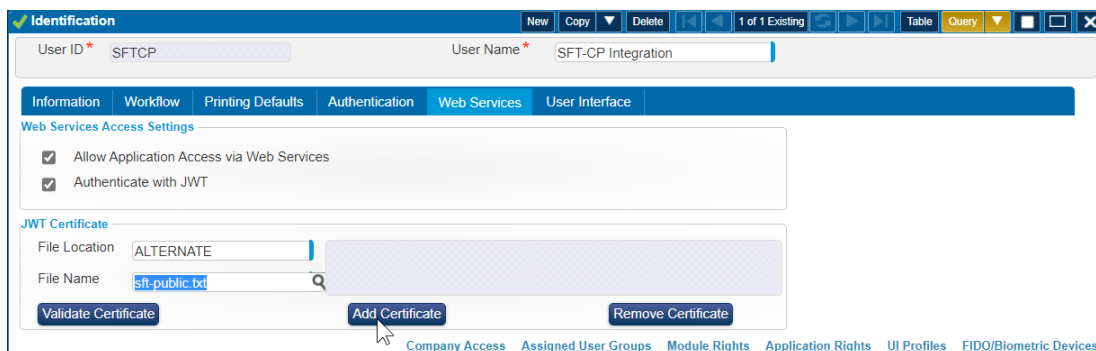 Identification New Copy Delete 1 of 1 Existing Table Query
User ID * SFTCP User Name * SFT-CP Integration
Information Workflow Printing Defaults Authentication Web Services User Interface
Web Services Access Settings
Allow Application Access via Web Services
Authenticate with JWT
JWT Certificate
File Location ALTERNATE
File Name sft-public.txt
Validate Certificate Add Certificate Remove Certificate
Company Access Assigned User Groups Module Rights Application Rights UI Profiles FIDO/Biometric Devices